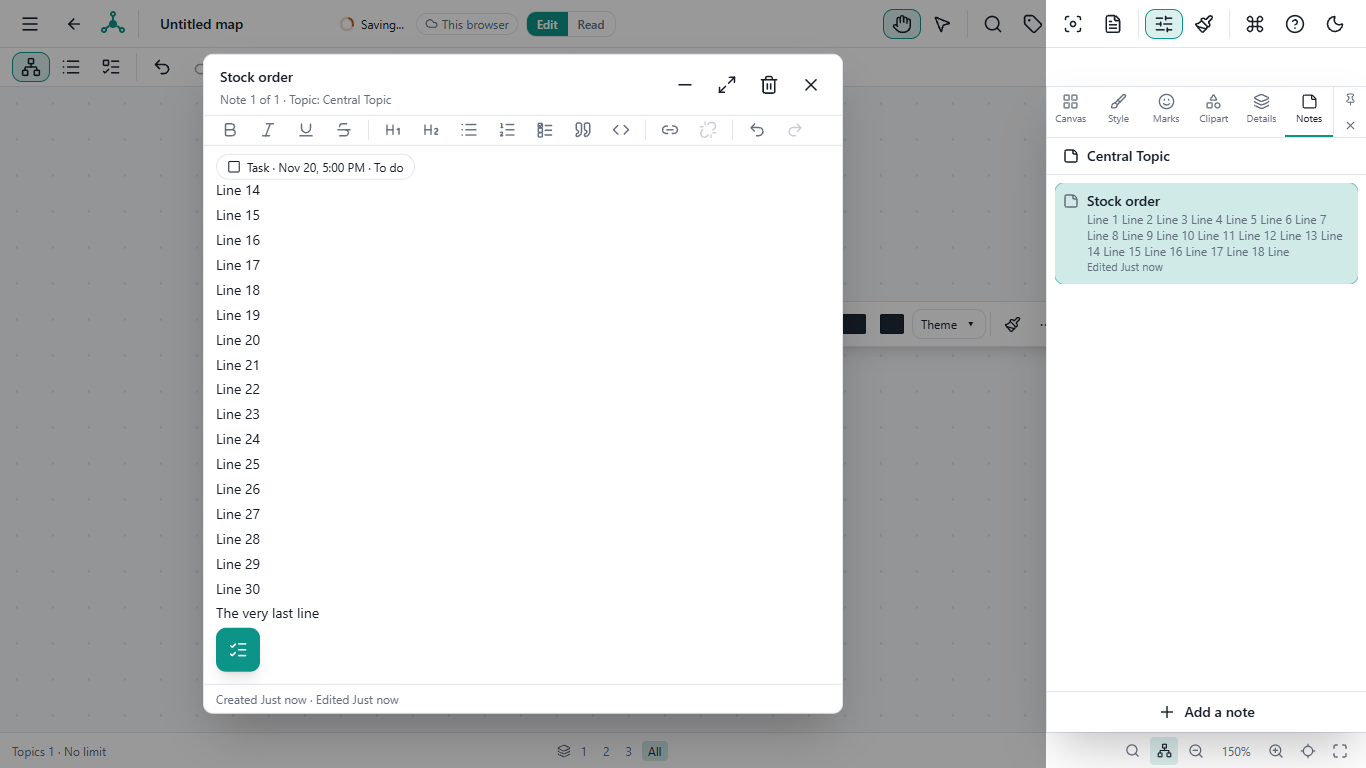 Untitled map
Saving...
This browser
Edit
Read
Stock order
Note 1 of 1 · Topic: Central Topic
B I U S H1 H2
Task · Nov 20, 5:00 PM · To do
Line 14
Line 15
Line 16
Line 17
Line 18
Line 19
Line 20
Line 21
Line 22
Line 23
Line 24
Line 25
Line 26
Line 27
Line 28
Line 29
Line 30
The very last line
Created Just now · Edited Just now
Theme
Canvas
Style
Marks
Clipart
Details
Notes
Central Topic
Stock order
Line 1 Line 2 Line 3 Line 4 Line 5 Line 6 Line 7
Line 8 Line 9 Line 10 Line 11 Line 12 Line 13 Line
14 Line 15 Line 16 Line 17 Line 18 Line
Edited Just now
Add a note
Topics 1 · No limit
1 2 3 All
150%